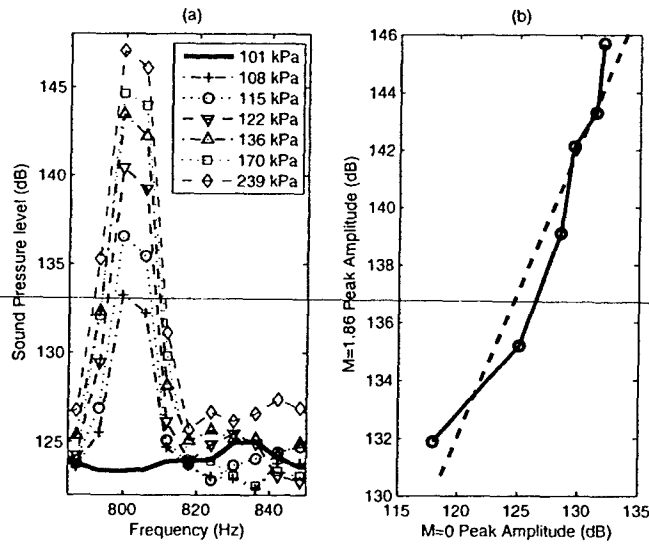 (a)
(b)
Sound Pressure level (dB)
145
140
135
130
125
101 kPa
108 kPa
115 kPa
122 kPa
136 kPa
170 kPa
239 kPa
800
820
840
Frequency (Hz)
M=1.86 Peak Amplitude (dB)
146
144
142
140
138
136
134
132
130
115
120
125
130
135
M=0 Peak Amplitude (dB)